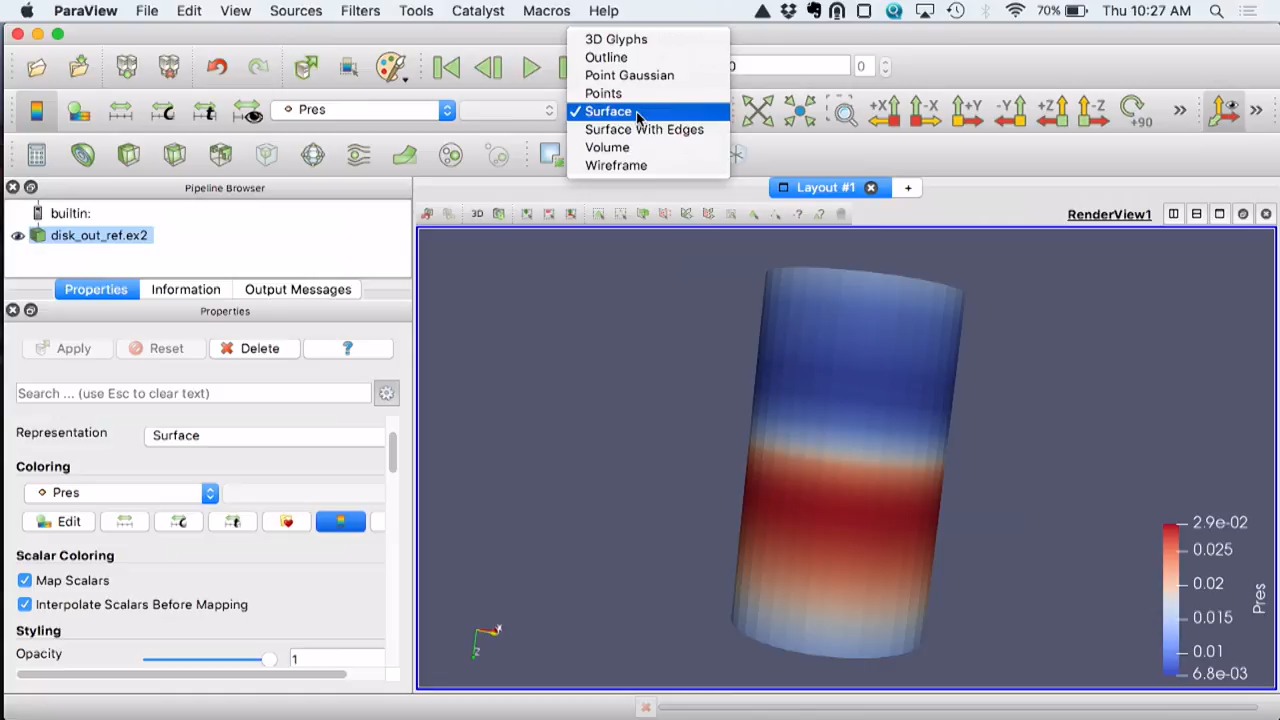 ParaView File Edit View Sources Filters Tools Catalyst Macros Help 70% Thu 10:27 AM
3D Glyphs
Outline
Point Gaussian
Points
Surface
Surface With Edges
Volume
Wireframe
0 0
Pres
+X -X +Y -Y +Z -Z +90
Pipeline Browser
Layout #1 +
builtin:
disk_out_ref.ex2
3D
RenderView1
Properties Information Output Messages
Properties
Apply Reset Delete ?
Search ... (use Esc to clear text)
Representation Surface
Coloring
Pres
Edit
Scalar Coloring
Map Scalars
Interpolate Scalars Before Mapping
Styling
Opacity 1
X
Z
2.9e-02
0.025
0.02
0.015
0.01
6.8e-03
Pres